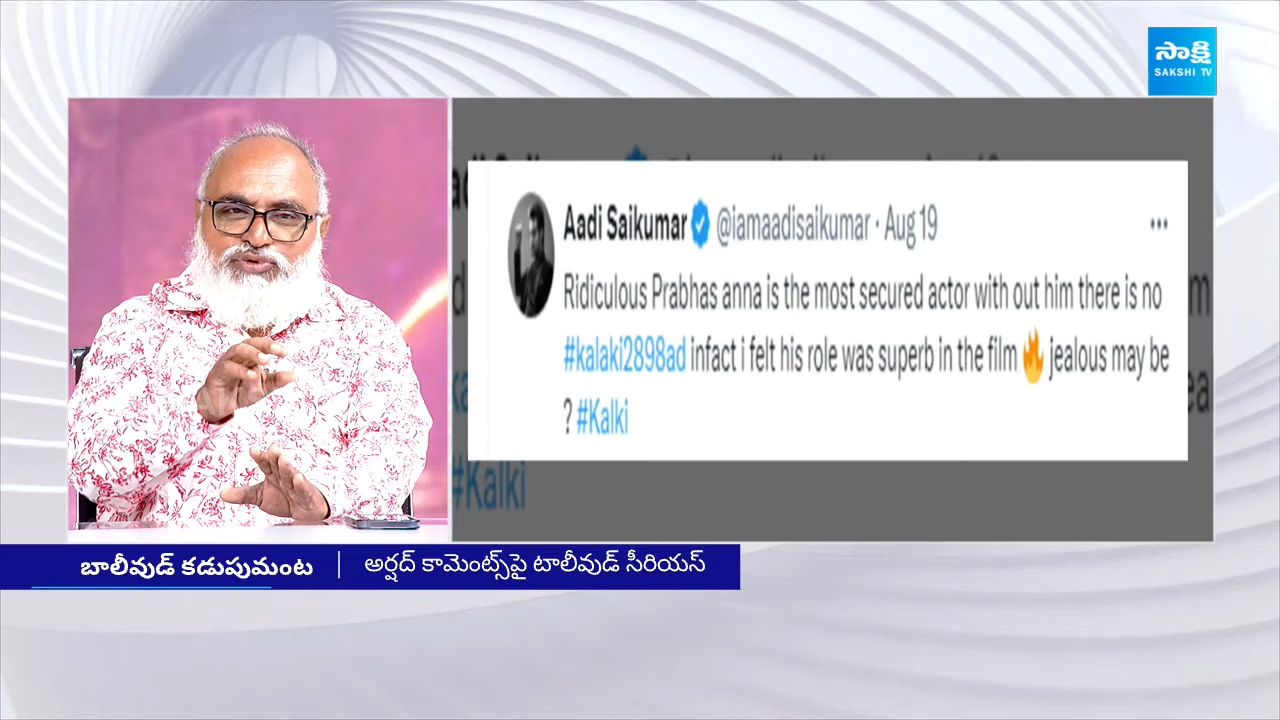 సాక్షి
SAKSHI TV
Aadi Saikumar @iamaadisaikumar · Aug 19
Ridiculous Prabhas anna is the most secured actor with out him there is no
#kalaki2898ad infact i felt his role was superb in the film 🔥 jealous may be
? #Kalki
#Kalki
బాలీవుడ్ కడుపుమంట | అర్షద్ కామెంట్స్‌పై టాలీవుడ్ సీరియస్